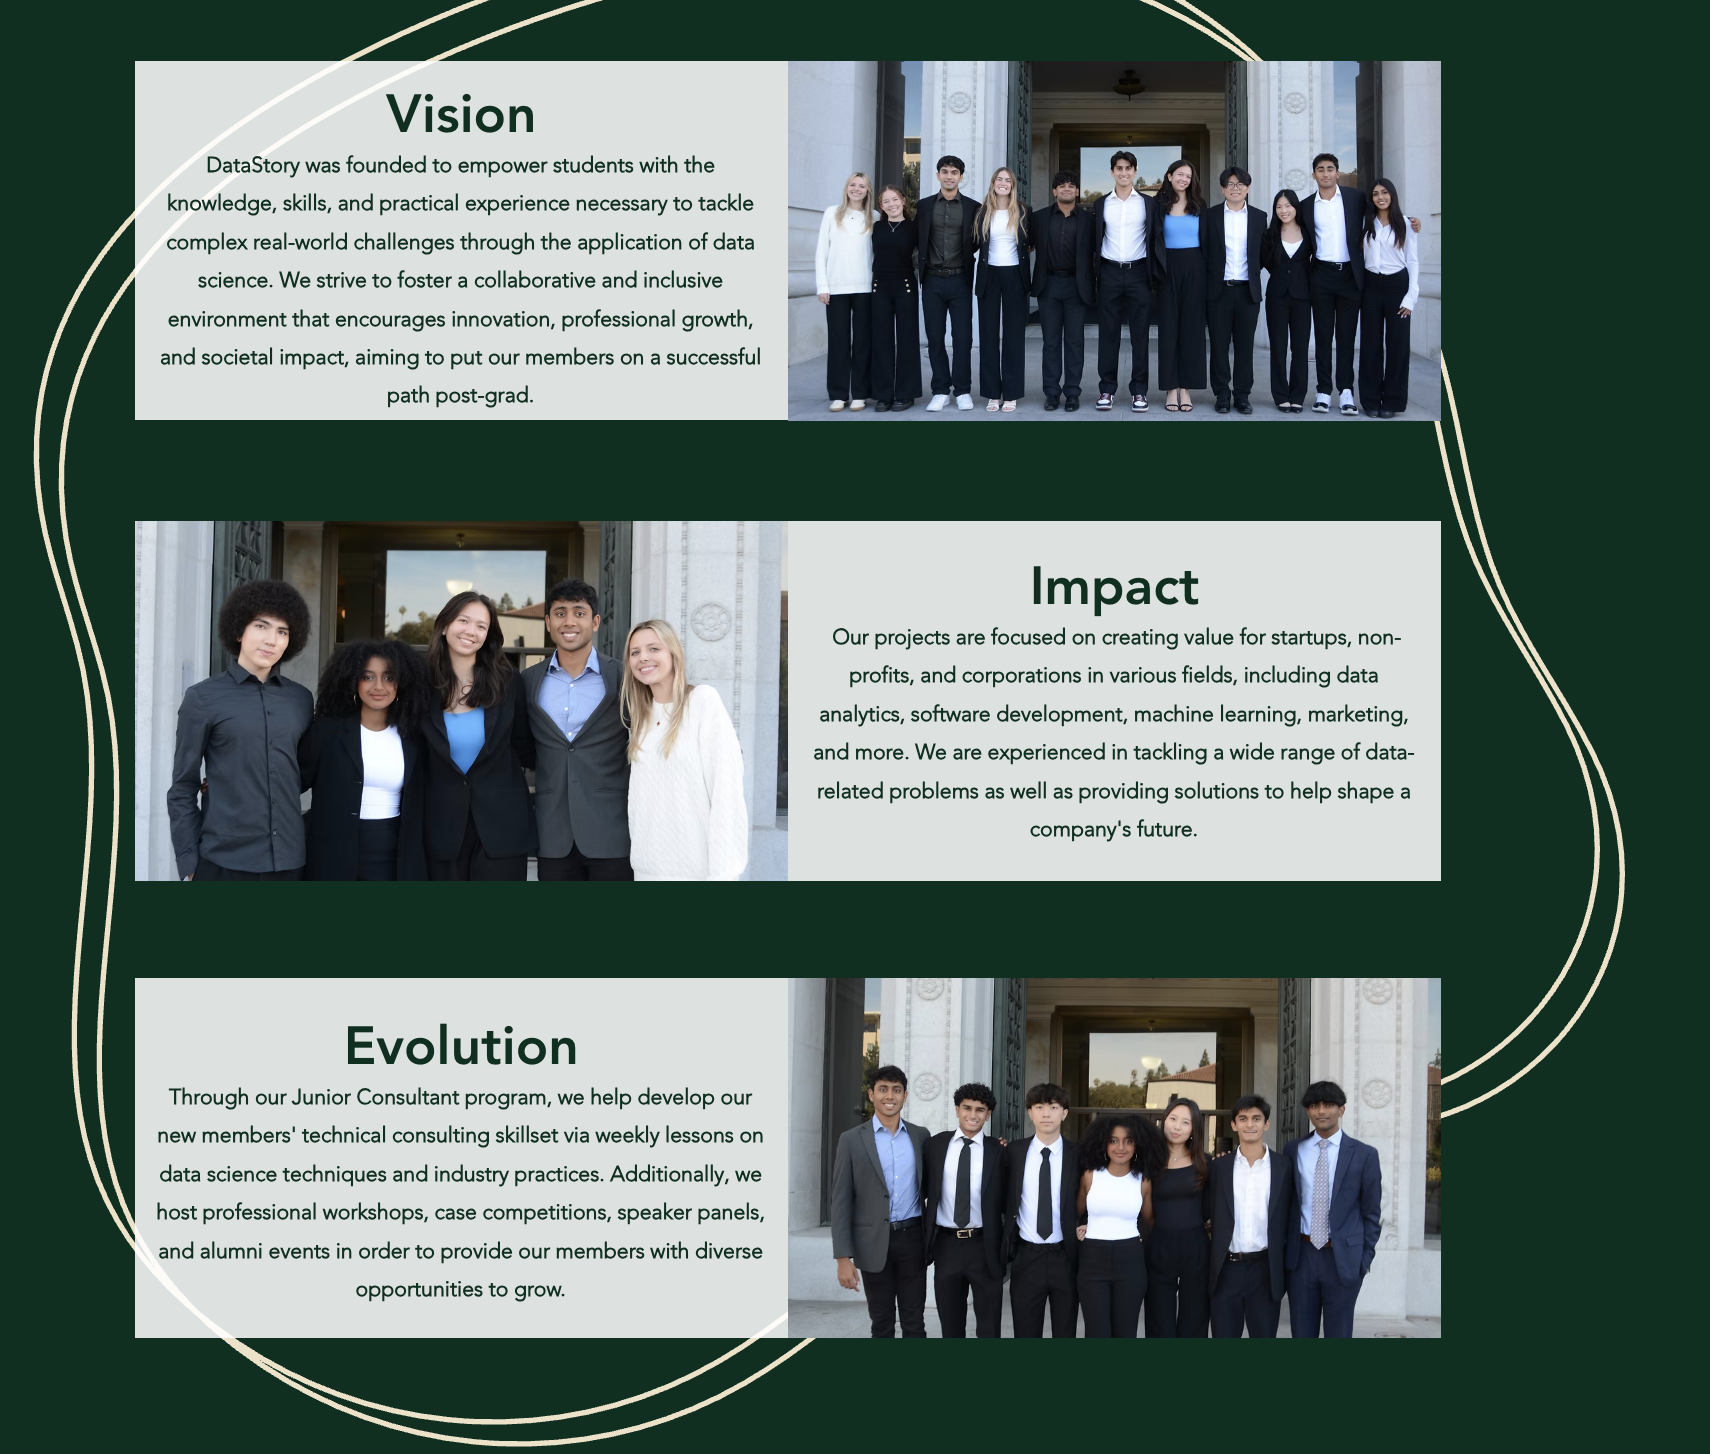 Vision
DataStory was founded to empower students with the
knowledge, skills, and practical experience necessary to tackle
complex real-world challenges through the application of data
science. We strive to foster a collaborative and inclusive
environment that encourages innovation, professional growth,
and societal impact, aiming to put our members on a successful
path post-grad.
Impact
Our projects are focused on creating value for startups, non-
profits, and corporations in various fields, including data
analytics, software development, machine learning, marketing,
and more. We are experienced in tackling a wide range of data-
related problems as well as providing solutions to help shape a
company's future.
Evolution
Through our Junior Consultant program, we help develop our
new members' technical consulting skillset via weekly lessons on
data science techniques and industry practices. Additionally, we
host professional workshops, case competitions, speaker panels,
and alumni events in order to provide our members with diverse
opportunities to grow.